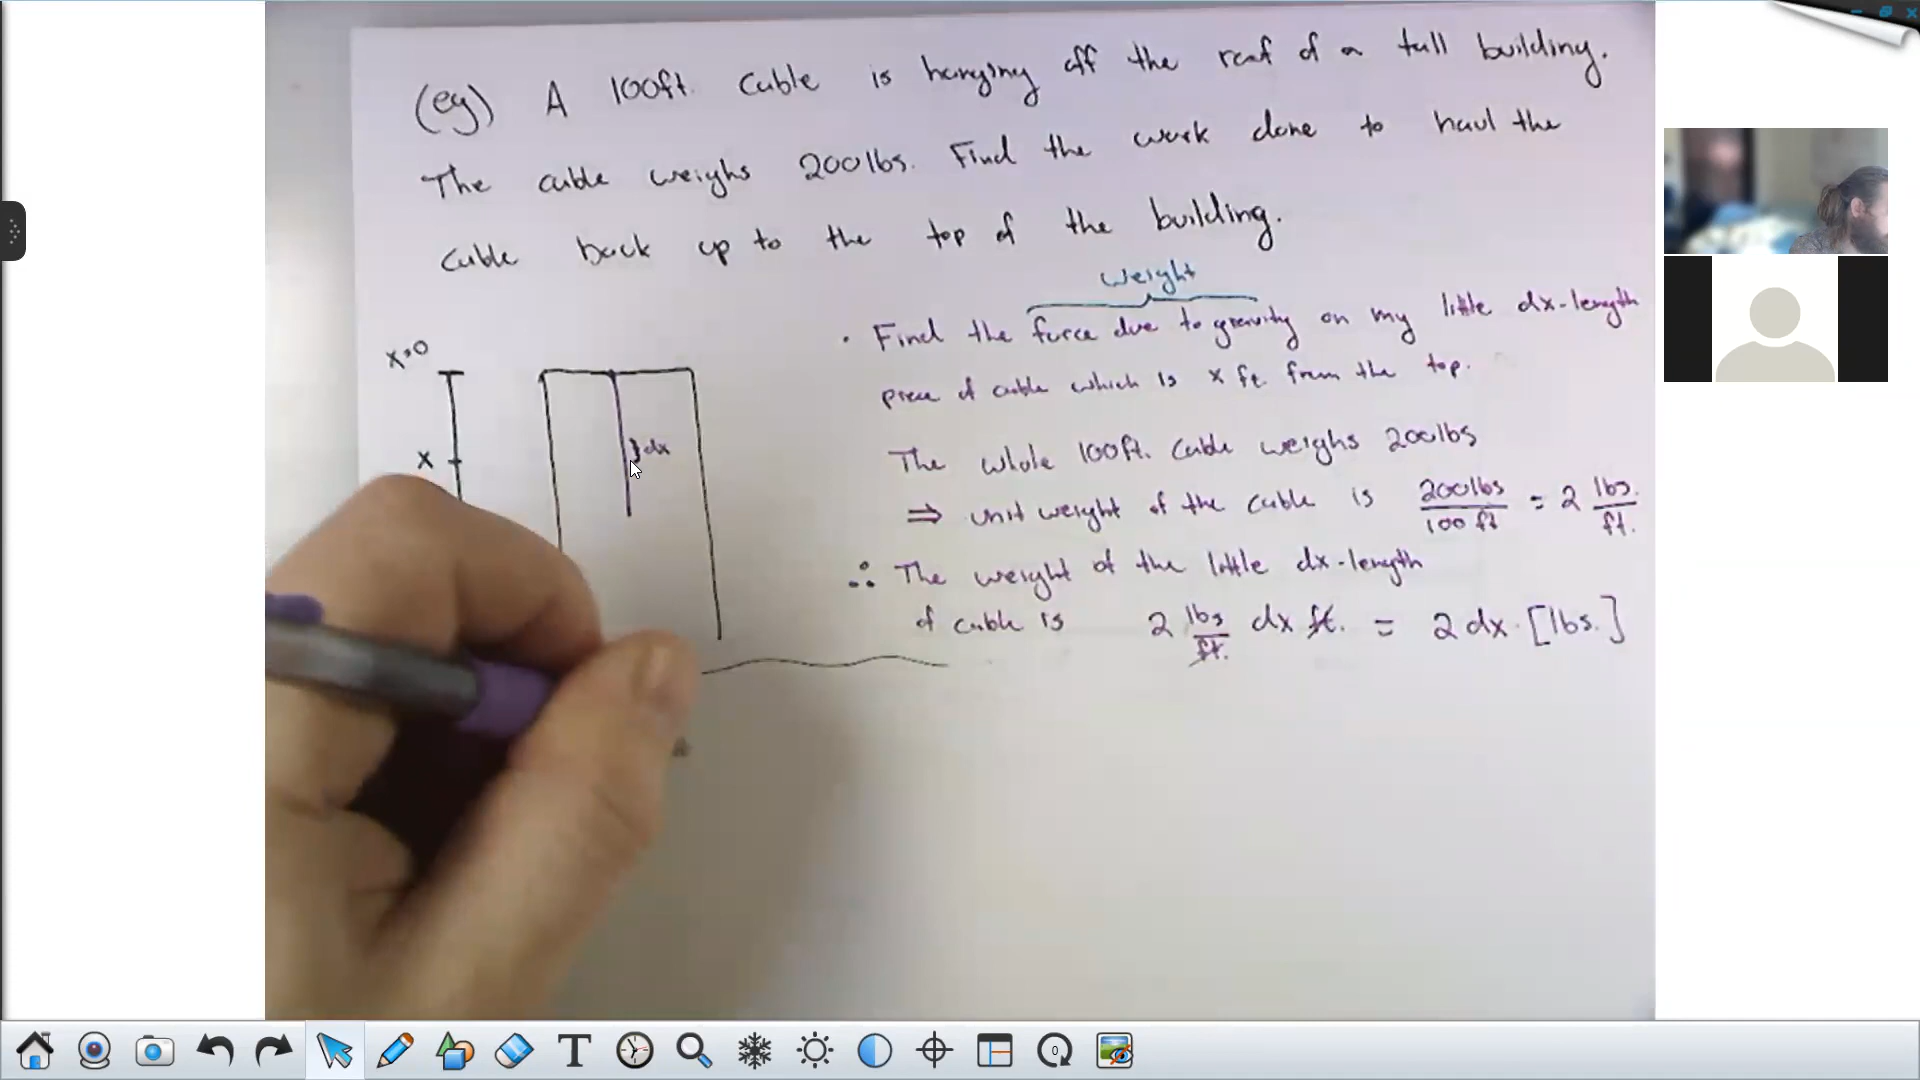 (eg) A 100ft. cable is hanging off the roof of a tall building.
The cable weighs 200lbs. Find the work done to haul the
cable back up to the top of the building.
weight
· Find the force due to gravity on my little dx-length
piece of cable which is x ft. from the top.
x=0
}dx
x
The whole 100ft. cable weighs 200lbs
⇒ unit weight of the cable is 200lbs/100 ft = 2 lbs./ft.
∴ The weight of the little dx-length
of cable is 2 lbs/ft. dx ft. = 2 dx. [lbs.]
T
0